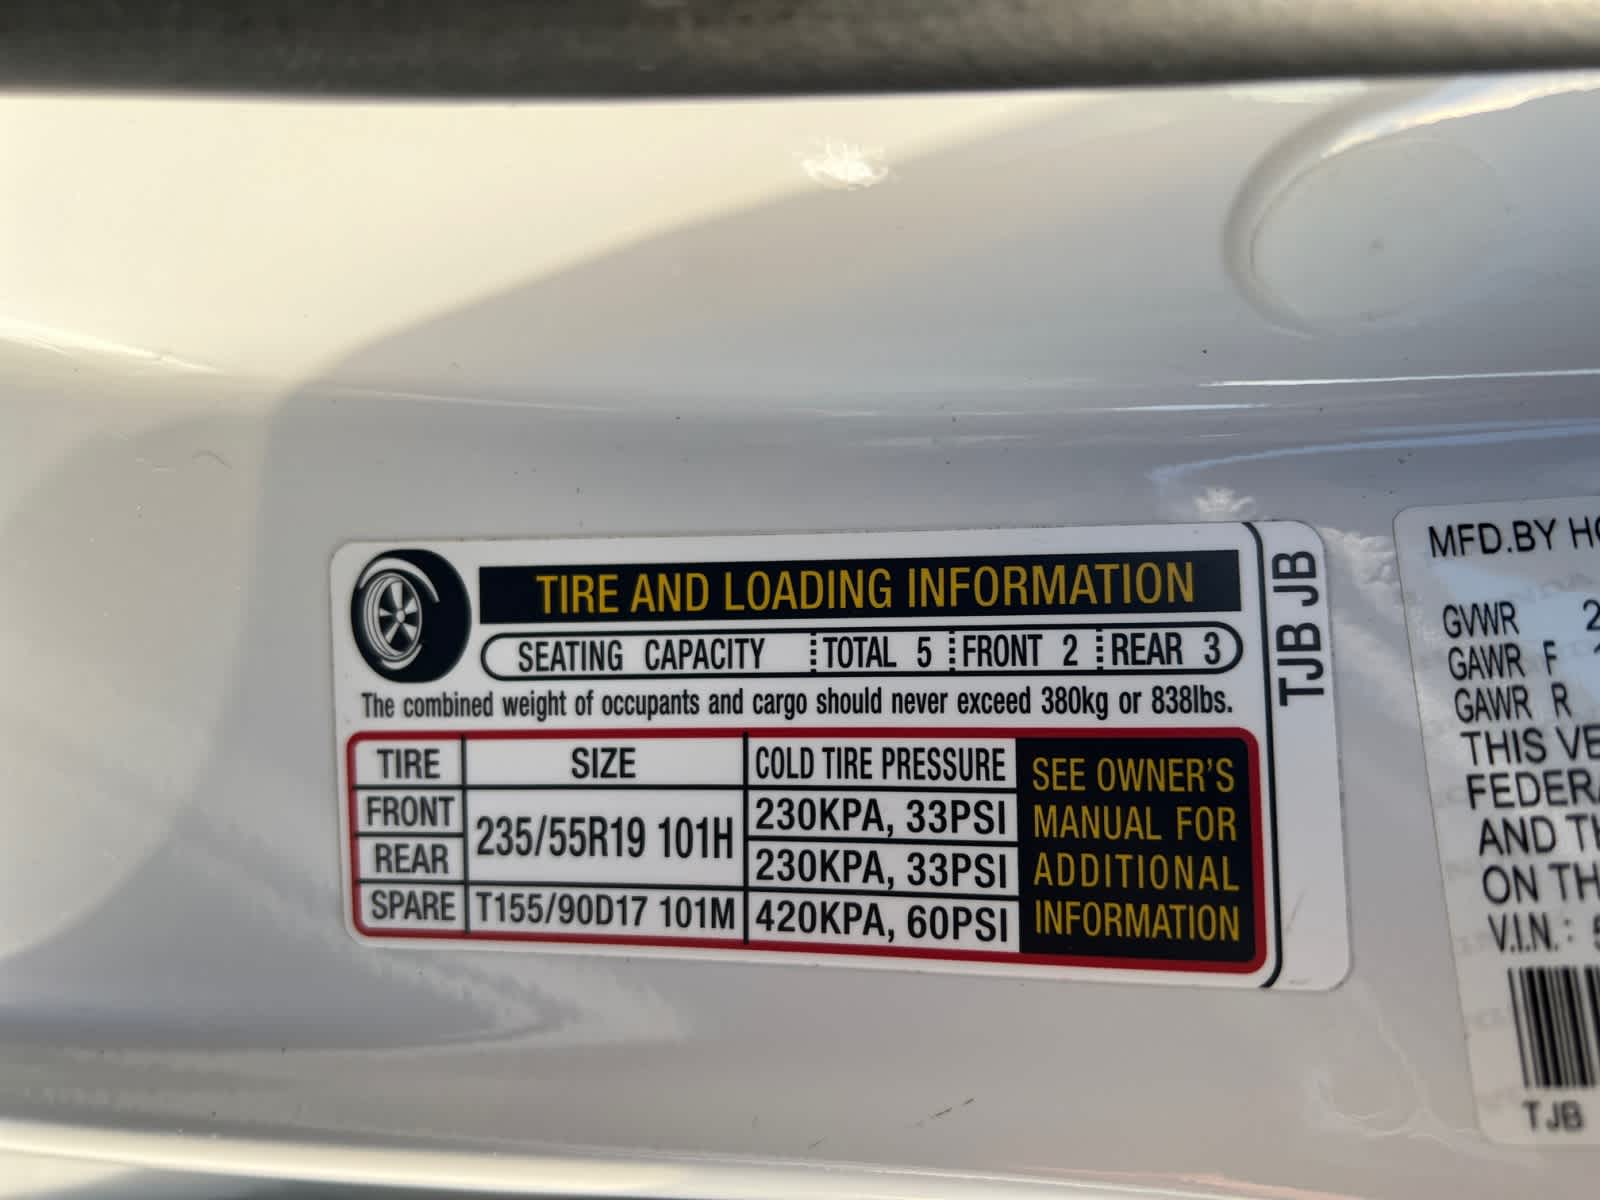 TIRE AND LOADING INFORMATION
SEATING CAPACITY TOTAL 5 FRONT 2 REAR 3
The combined weight of occupants and cargo should never exceed 380kg or 838lbs.
TIRE SIZE COLD TIRE PRESSURE
FRONT 235/55R19 101H 230KPA, 33PSI
REAR 230KPA, 33PSI
SPARE T155/90D17 101M 420KPA, 60PSI
SEE OWNER'S
MANUAL FOR
ADDITIONAL
INFORMATION
TJB JB
MFD.BY
GVWR
GAWR F
GAWR R
THIS
AND
ON
V.I.N.:
TJB